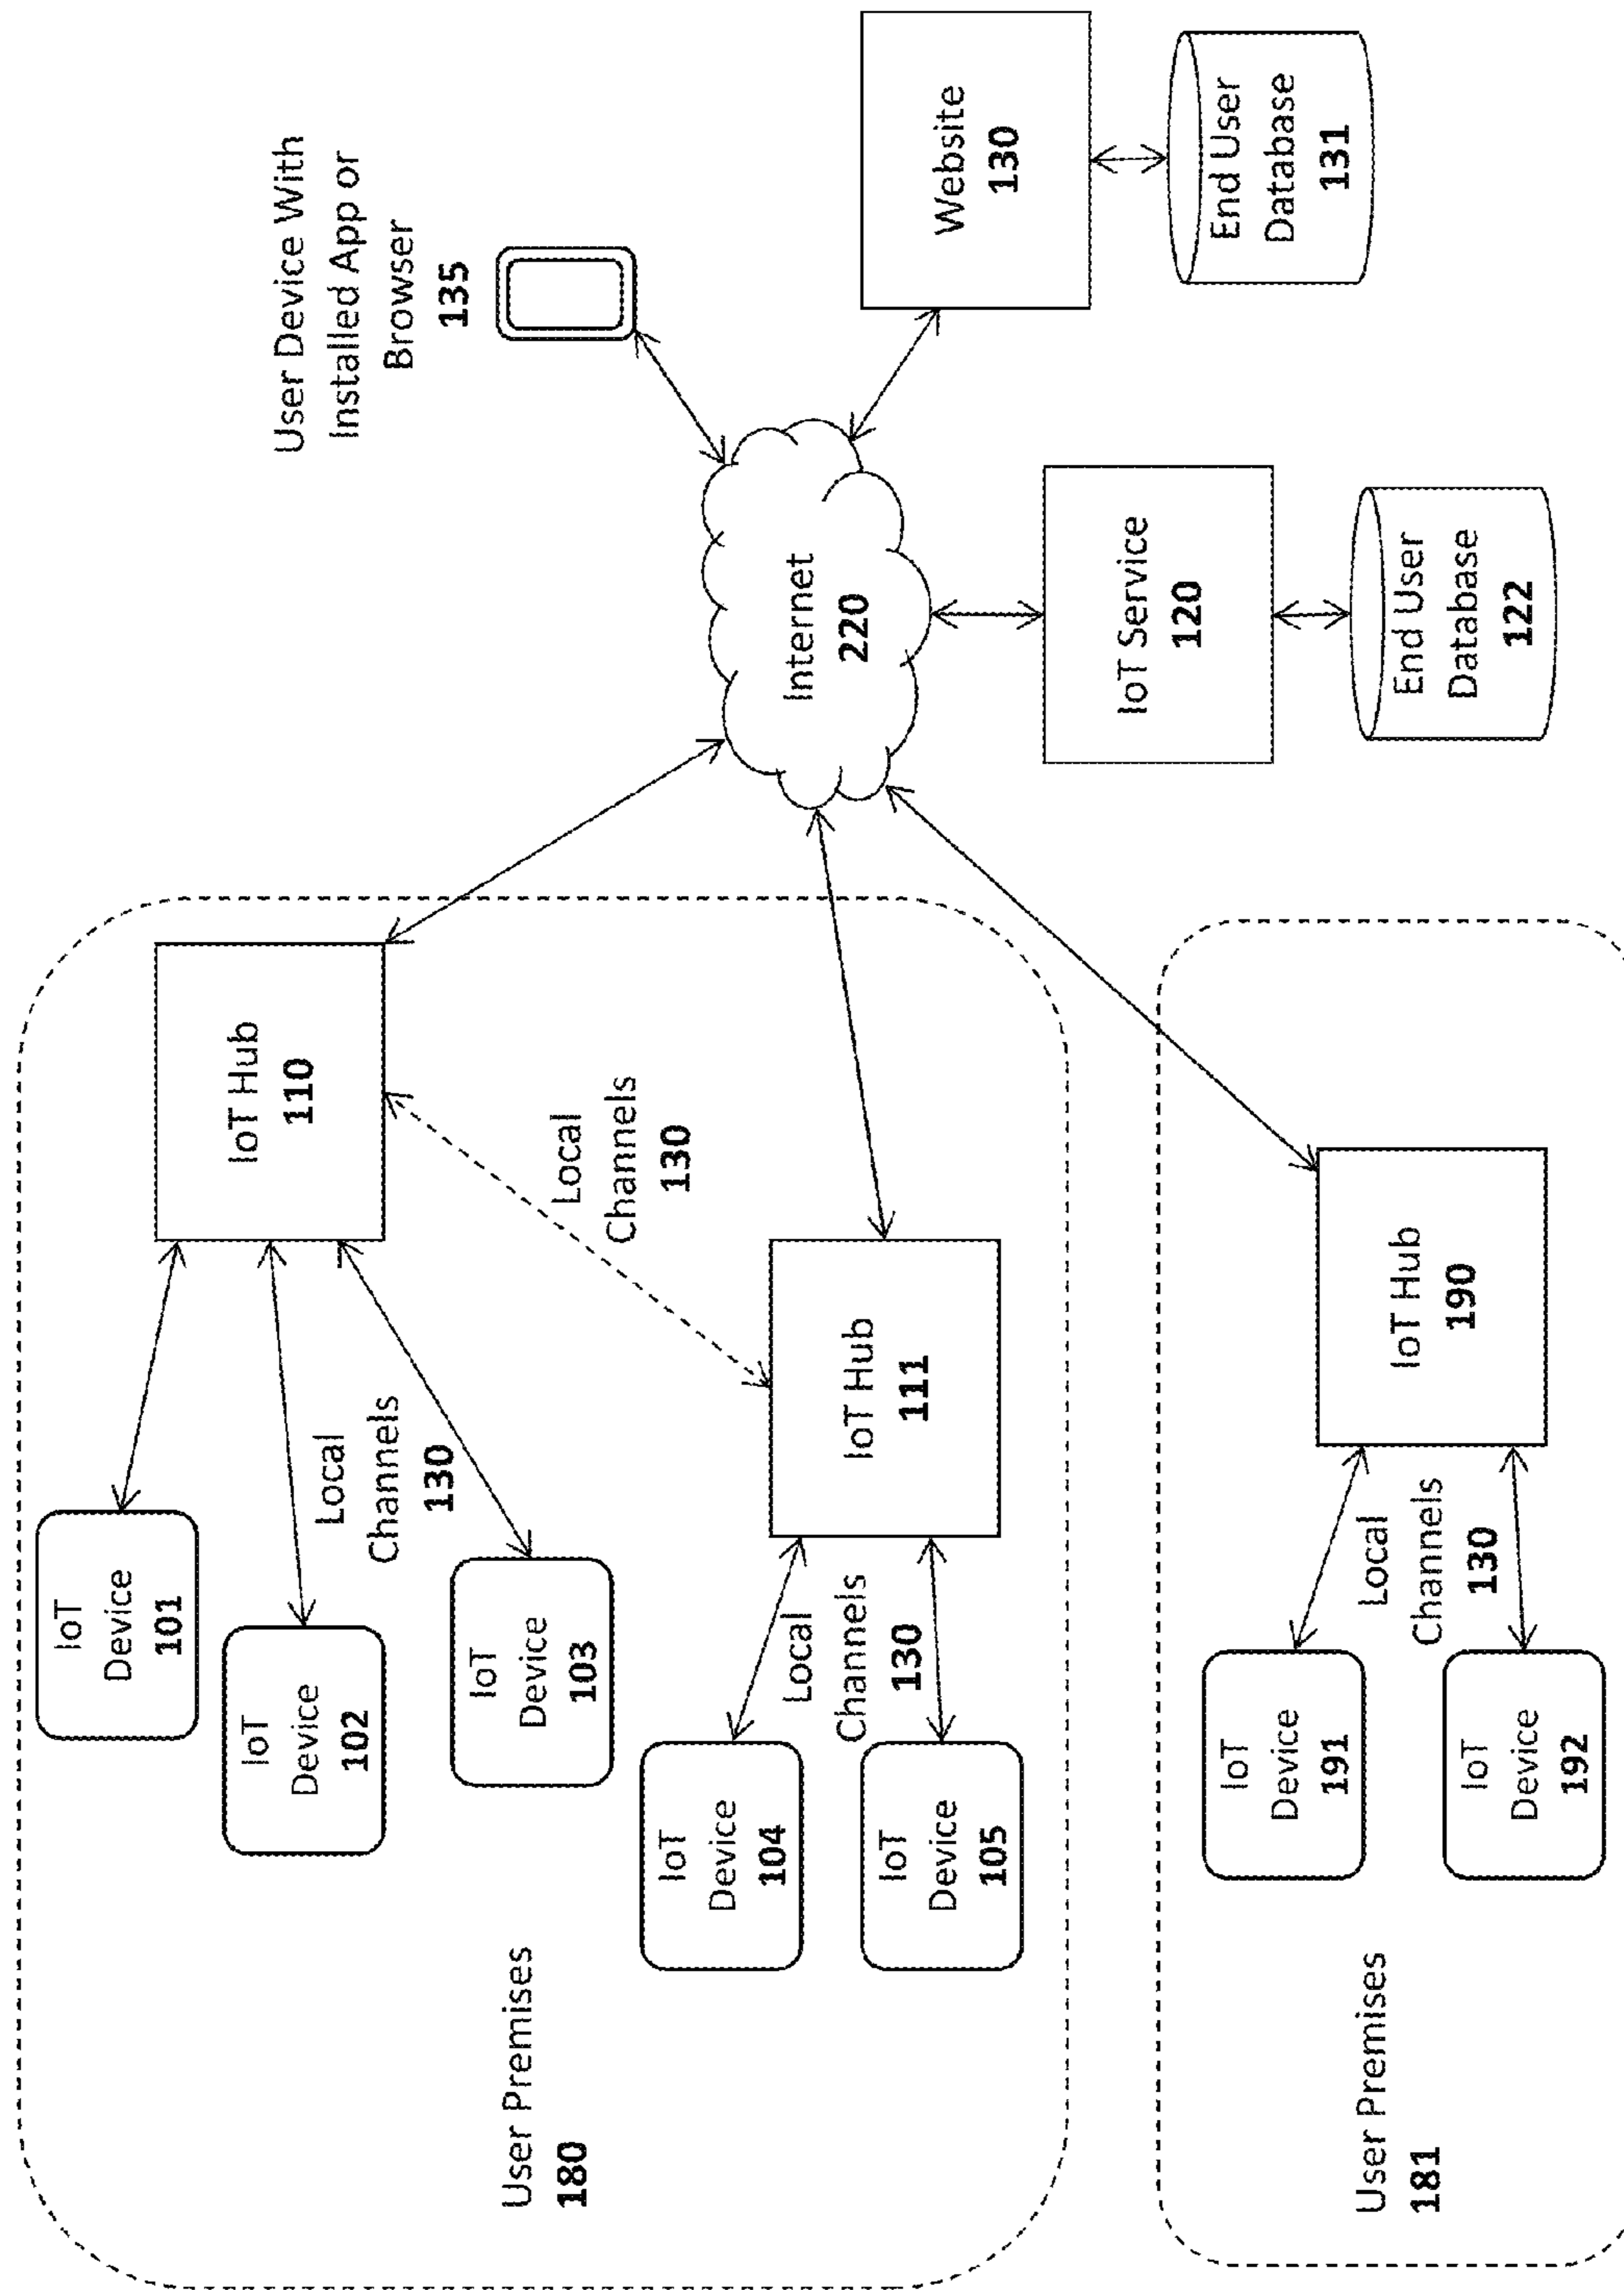 IoT
Device
101
IoT
Device
102
IoT
Device
103
Local
Channels
130
IoT Hub
110
User Device With
Installed App or
Browser
135
User Premises
180
Local
Channels
130
IoT
Device
104
IoT
Device
105
Local
Channels
130
IoT Hub
111
Internet
220
Website
130
End User
Database
131
IoT Service
120
End User
Database
122
User Premises
181
IoT
Device
191
IoT
Device
192
Local
Channels
130
IoT Hub
190